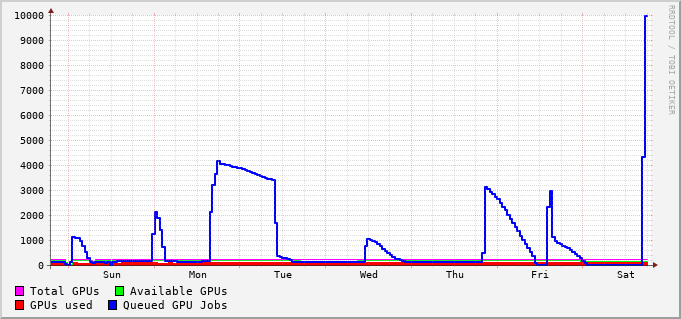 10000
9000
8000
7000
6000
5000
4000
3000
2000
1000
0
Sun Mon Tue Wed Thu Fri Sat
Total GPUs Available GPUs
GPUs used Queued GPU Jobs
RRDTOOL / TOBI OETIKER